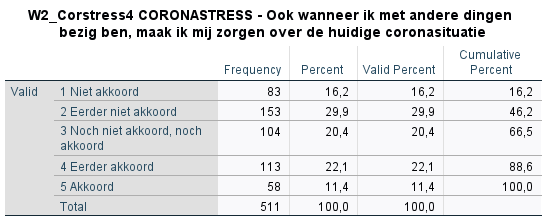 W2_Corstress4 CORONASTRESS - Ook wanneer ik met andere dingen
bezig ben, maak ik mij zorgen over de huidige coronasituatie
Frequency Percent Valid Percent Cumulative Percent
Valid 1 Niet akkoord 83 16,2 16,2 16,2
2 Eerder niet akkoord 153 29,9 29,9 46,2
3 Noch niet akkoord, noch akkoord 104 20,4 20,4 66,5
4 Eerder akkoord 113 22,1 22,1 88,6
5 Akkoord 58 11,4 11,4 100,0
Total 511 100,0 100,0